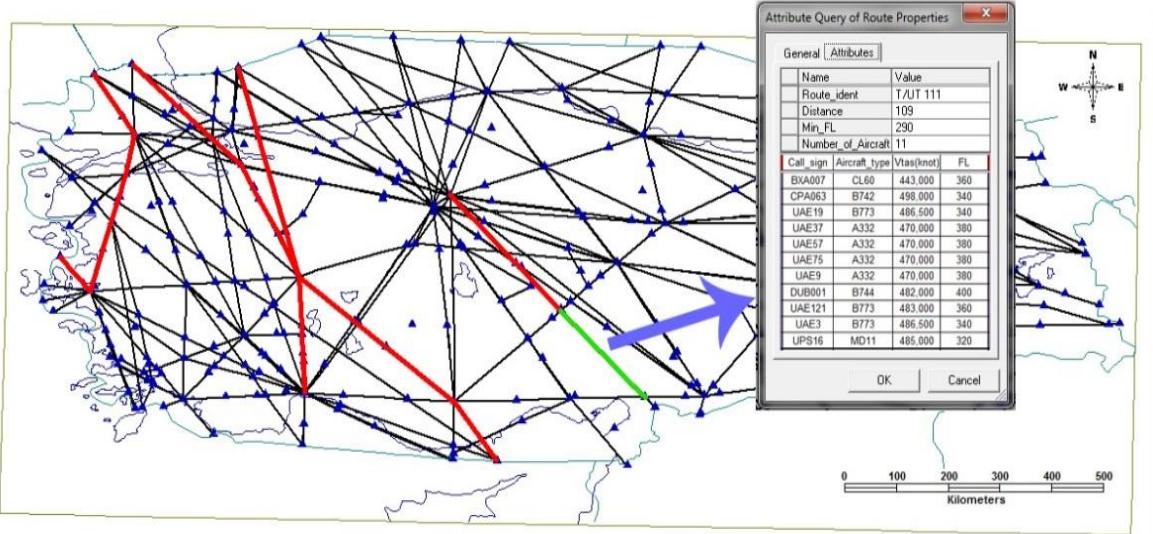 Attribute Query of Route Properties
General Attributes
Name Value
Route_ident T/UT 111
Distance 109
Min_FL 290
Number_of_Aircraft 11
Call_sign Aircraft_type Vtas(knot) FL
BXA007 CL60 443,000 360
CPA063 B742 498,000 340
UAE19 B773 486,500 340
UAE37 A332 470,000 380
UAE57 A332 470,000 380
UAE75 A332 470,000 380
UAE9 A332 470,000 380
DUB001 B744 482,000 400
UAE121 B773 483,000 360
UAE3 B773 486,500 340
UPS16 MD11 485,000 320
OK Cancel
N
W E
S
0 100 200 300 400 500
Kilometers